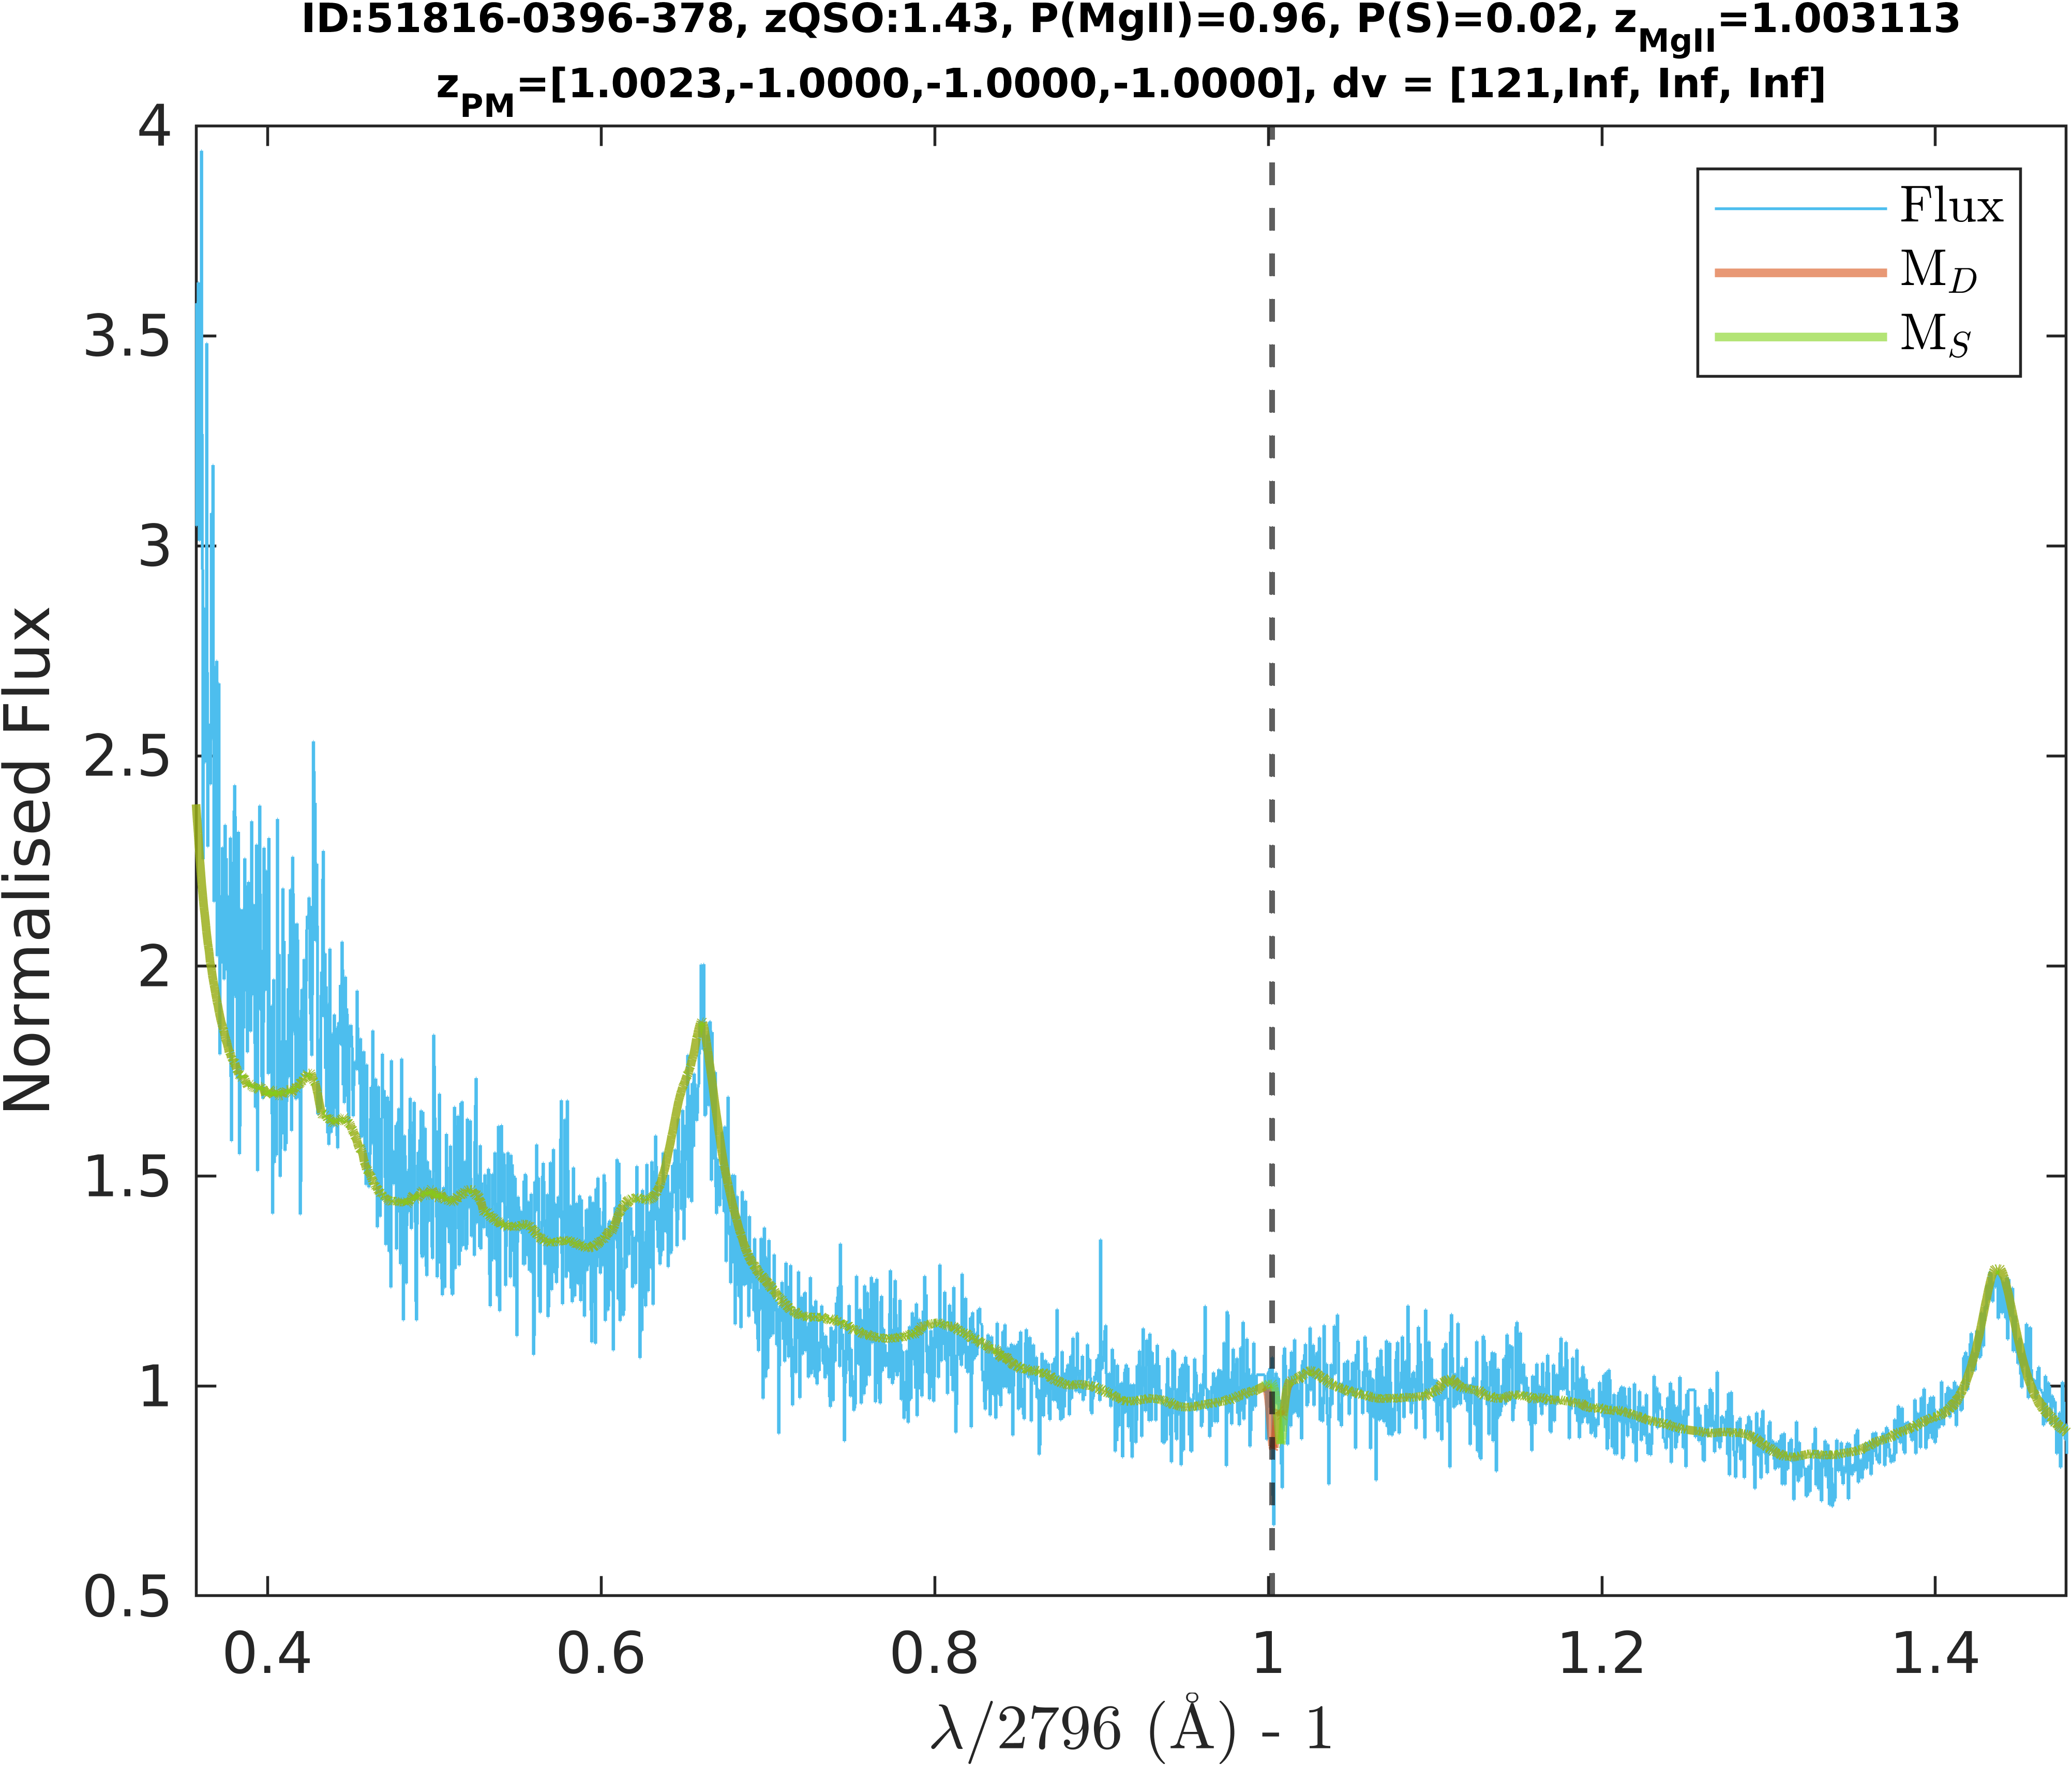 ID:51816-0396-378, zQSO:1.43, P(MgII)=0.96, P(S)=0.02, zMgII=1.003113
zPM=[1.0023,-1.0000,-1.0000,-1.0000], dv = [121,Inf, Inf, Inf]
4
3.5
3
2.5
2
1.5
1
0.5
Normalised Flux
Flux
MD
MS
0.4
0.6
0.8
1
1.2
1.4
λ/2796 (Å) - 1